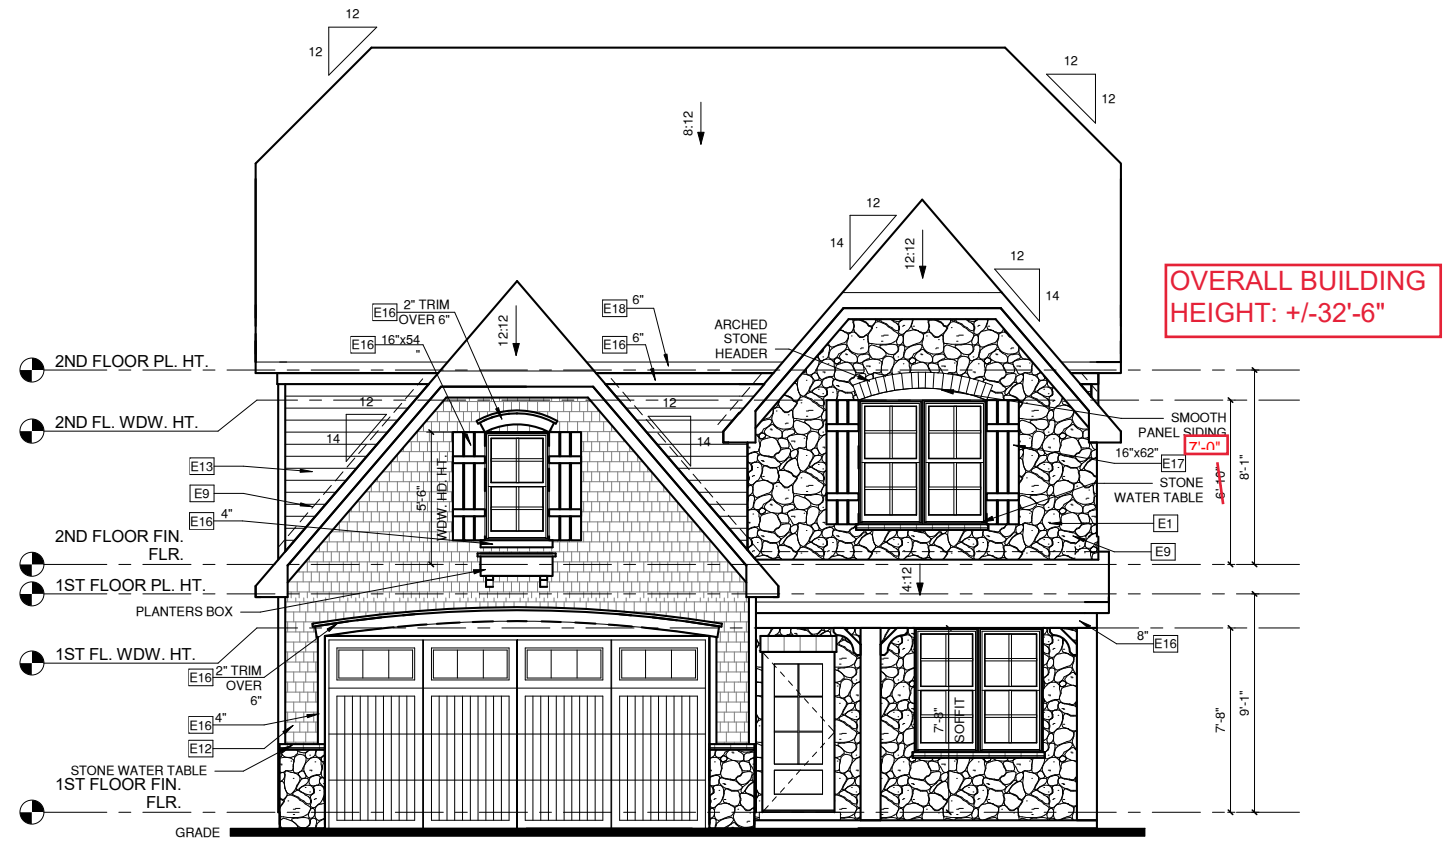 12
12
12
12
8:12
12
14
12:12
12
14
OVERALL BUILDING
HEIGHT: +/-32'-6"
E16 2" TRIM
OVER 6"
E18 6"
12:12
E16 16"x54
"
E16 6"
ARCHED
STONE
HEADER
2ND FLOOR PL. HT.
12
14
12
14
2ND FL. WDW. HT.
SMOOTH
PANEL SIDING
7'-0"
16"x62" E17
6'-10"
8'-1"
STONE
WATER TABLE
E13
E9
E16 4"
5'-6"
WDW. HD. HT.
E1
E9
2ND FLOOR FIN.
FLR.
1ST FLOOR PL. HT.
4:12
PLANTERS BOX
8"
E16
1ST FL. WDW. HT.
E16 2" TRIM
OVER
6"
E16 4"
E12
7'-8"
SOFFIT
7'-8"
9'-1"
STONE WATER TABLE
1ST FLOOR FIN.
FLR.
GRADE